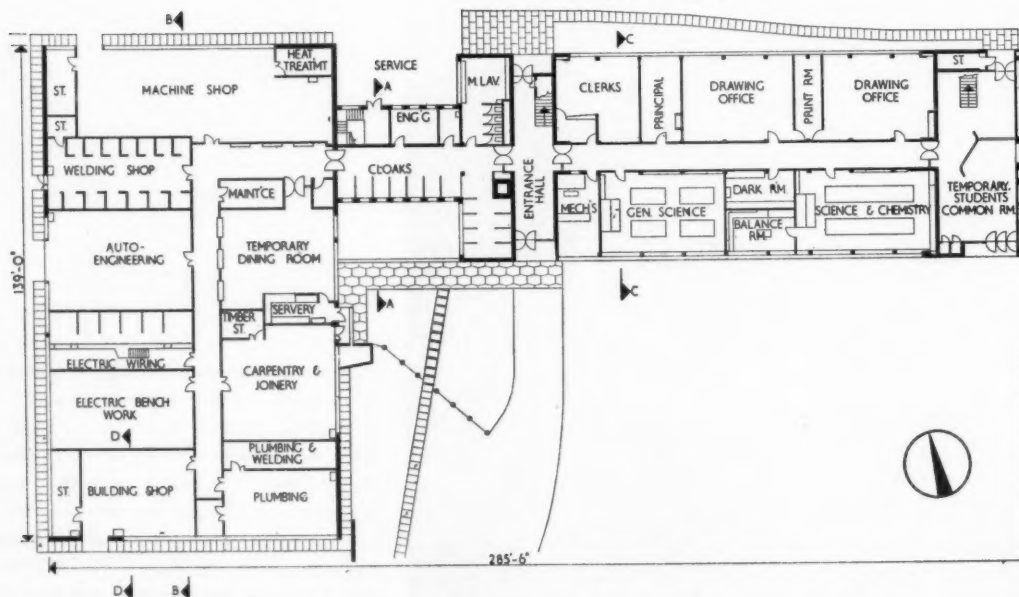 B
C
HEAT
TREATMT
SERVICE
ST.
MACHINE SHOP
A
M. LAV.
ST.
CLERKS
PRINCIPAL
DRAWING
OFFICE
PRINT RM
DRAWING
OFFICE
ENG'G
ST.
WELDING SHOP
CLOAKS
ENTRANCE
HALL
MAINT'CE
MECH'S
GEN. SCIENCE
DARK RM.
BALANCE
RM.
SCIENCE & CHEMISTRY
TEMPORARY.
STUDENTS
COMMON RM.
AUTO-
ENGINEERING
TEMPORARY
DINING ROOM
139'-0"
SERVERY
A
C
TIMBER
ST.
ELECTRIC WIRING
CARPENTRY &
JOINERY
ELECTRIC BENCH
WORK
D
PLUMBING &
WELDING
ST.
BUILDING SHOP
PLUMBING
285'-6"
D
B